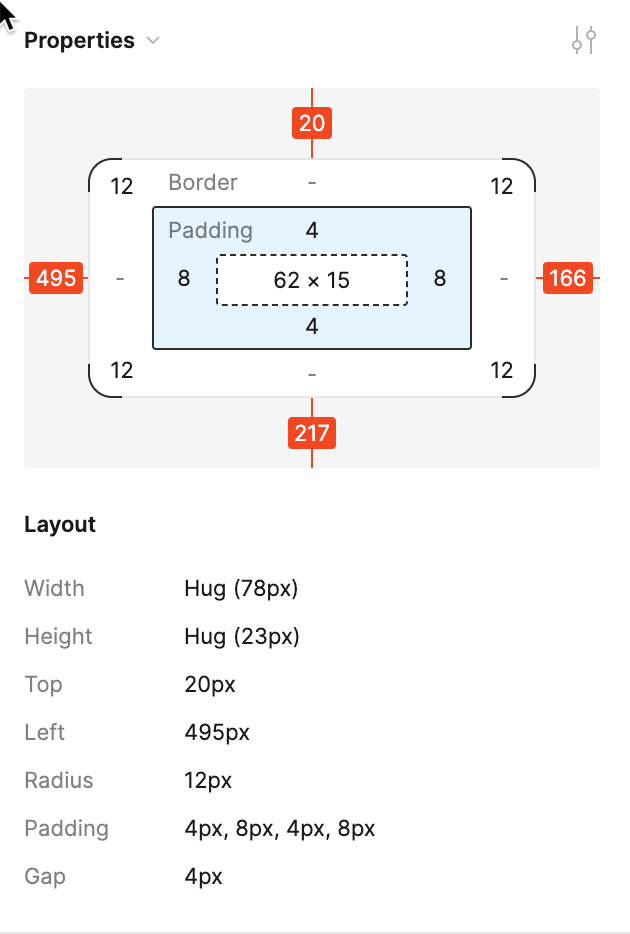 Properties
20
12 Border - 12
Padding 4
495 - 8 62 × 15 8 - 166
4
12 - 12
217
Layout
Width Hug (78px)
Height Hug (23px)
Top 20px
Left 495px
Radius 12px
Padding 4px, 8px, 4px, 8px
Gap 4px